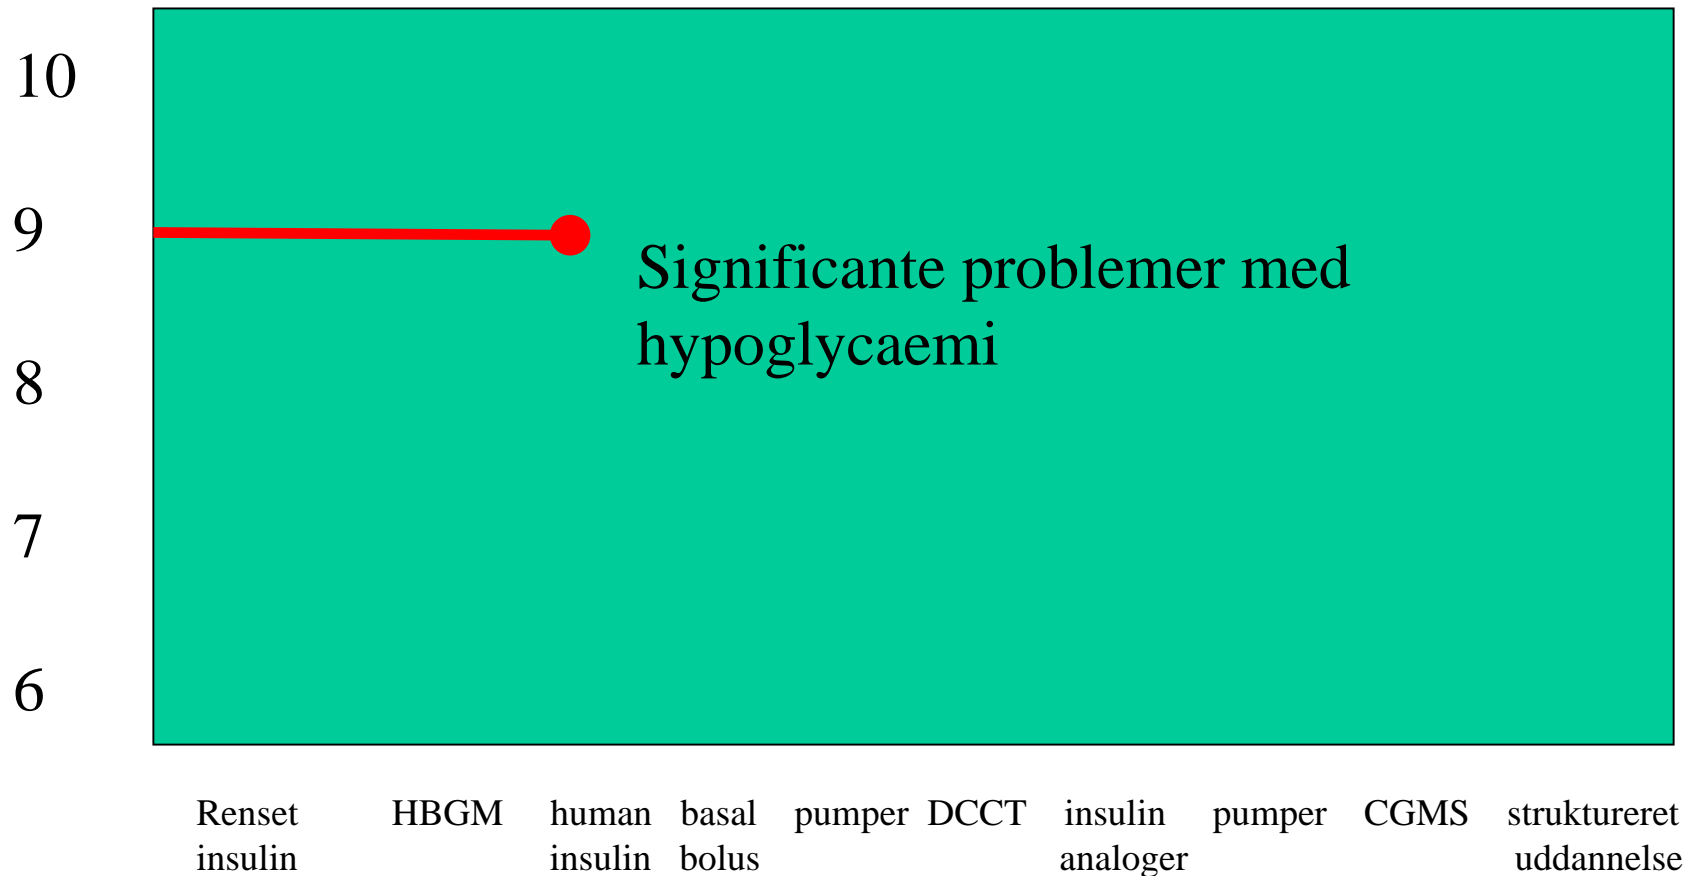 10
9
8
7
6
Significante problemer med
hypoglycaemi
Renset HBGM human basal pumper DCCT insulin pumper CGMS struktureret
insulin insulin bolus analoger uddannelse